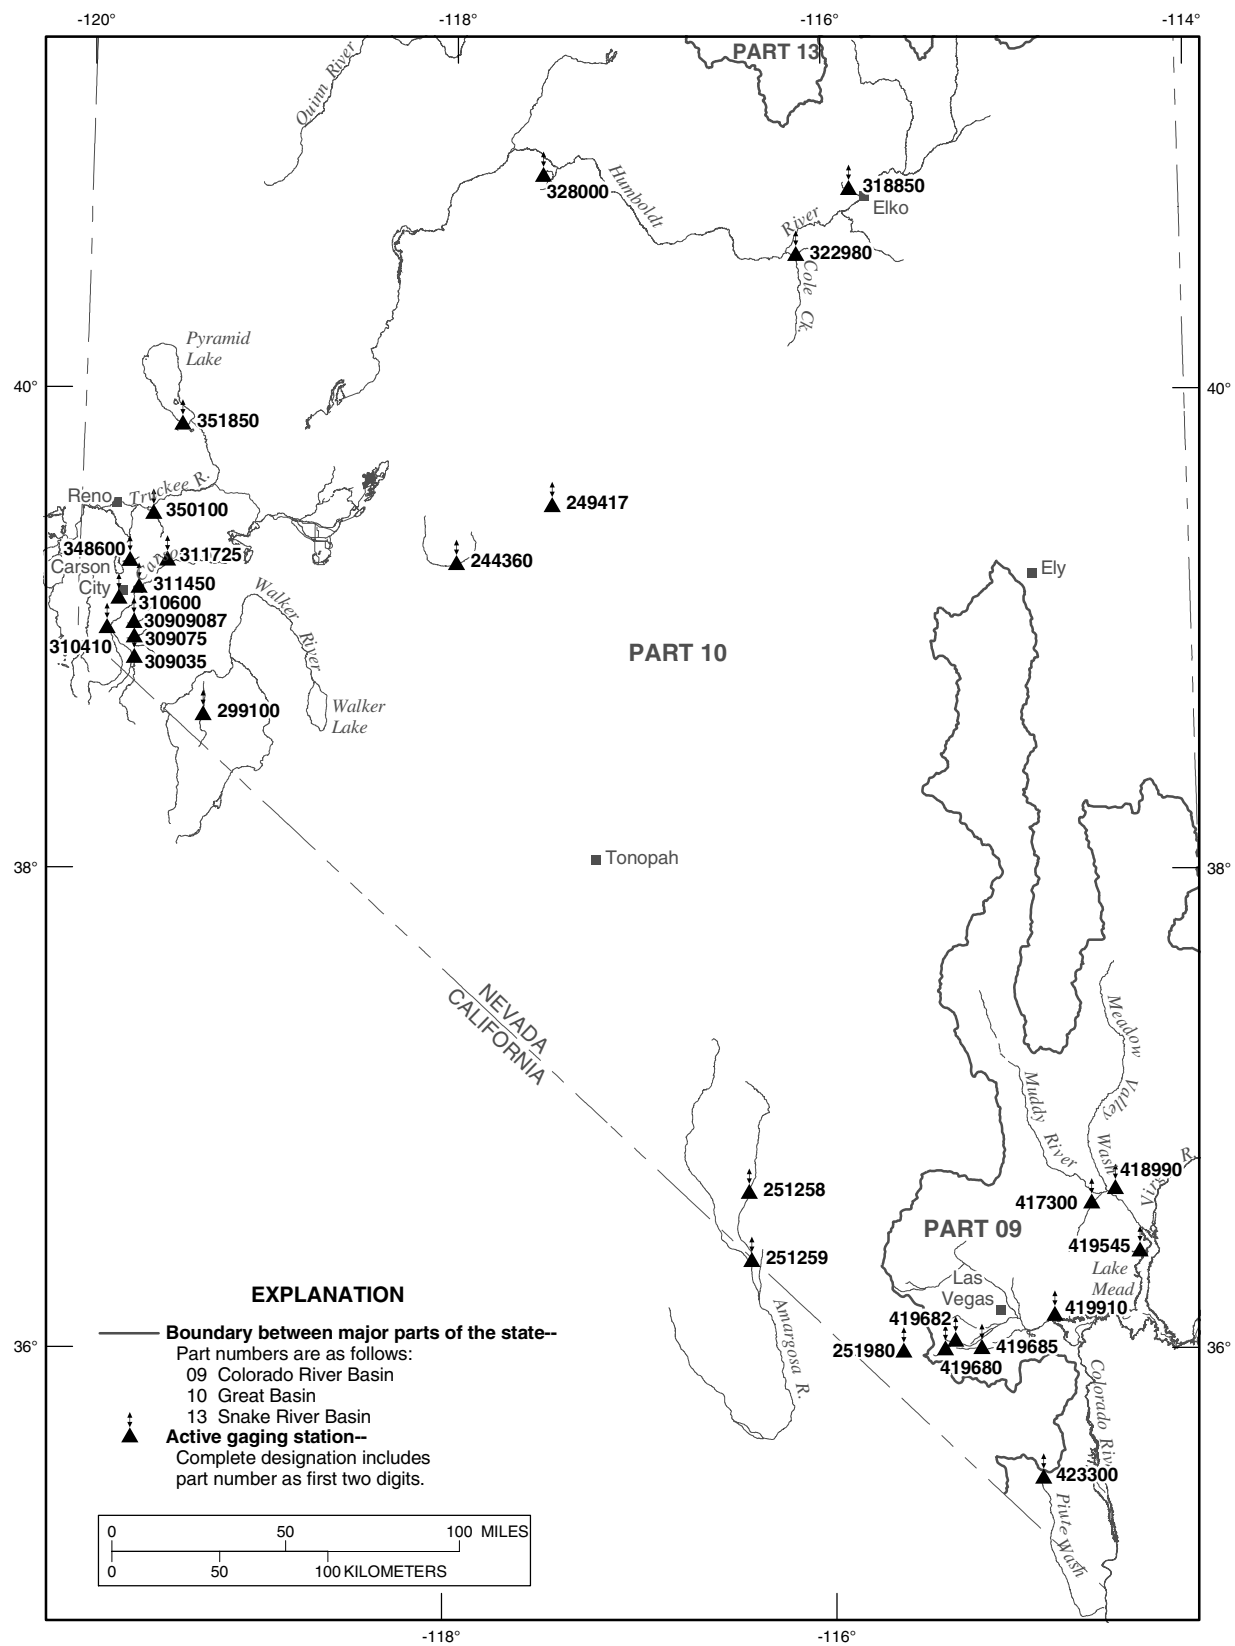 -120°
-118°
-116°
-114°
PART 13
Quinn River
328000
Humboldt
318850
Elko
River
322980
Cole Ck.
Pyramid
Lake
40°
40°
351850
Reno
Truckee R.
350100
249417
348600
311725
244360
Carson
City
Ely
311450
310600
30909087
309075
310410
309035
Walker River
PART 10
299100
Walker
Lake
Tonopah
38°
38°
NEVADA
CALIFORNIA
Meadow Valley Wash
Muddy River
R.
418990
251258
417300
PART 09
419545
251259
Lake
Mead
Las
Vegas
419910
419682
251980
419685
419680
36°
36°
Amargosa R.
EXPLANATION
Boundary between major parts of the state--
Part numbers are as follows:
09 Colorado River Basin
10 Great Basin
13 Snake River Basin
Active gaging station--
Complete designation includes
part number as first two digits.
Colorado River
423300
Piute Wash
0 50 100 MILES
0 50 100 KILOMETERS
-118°
-116°